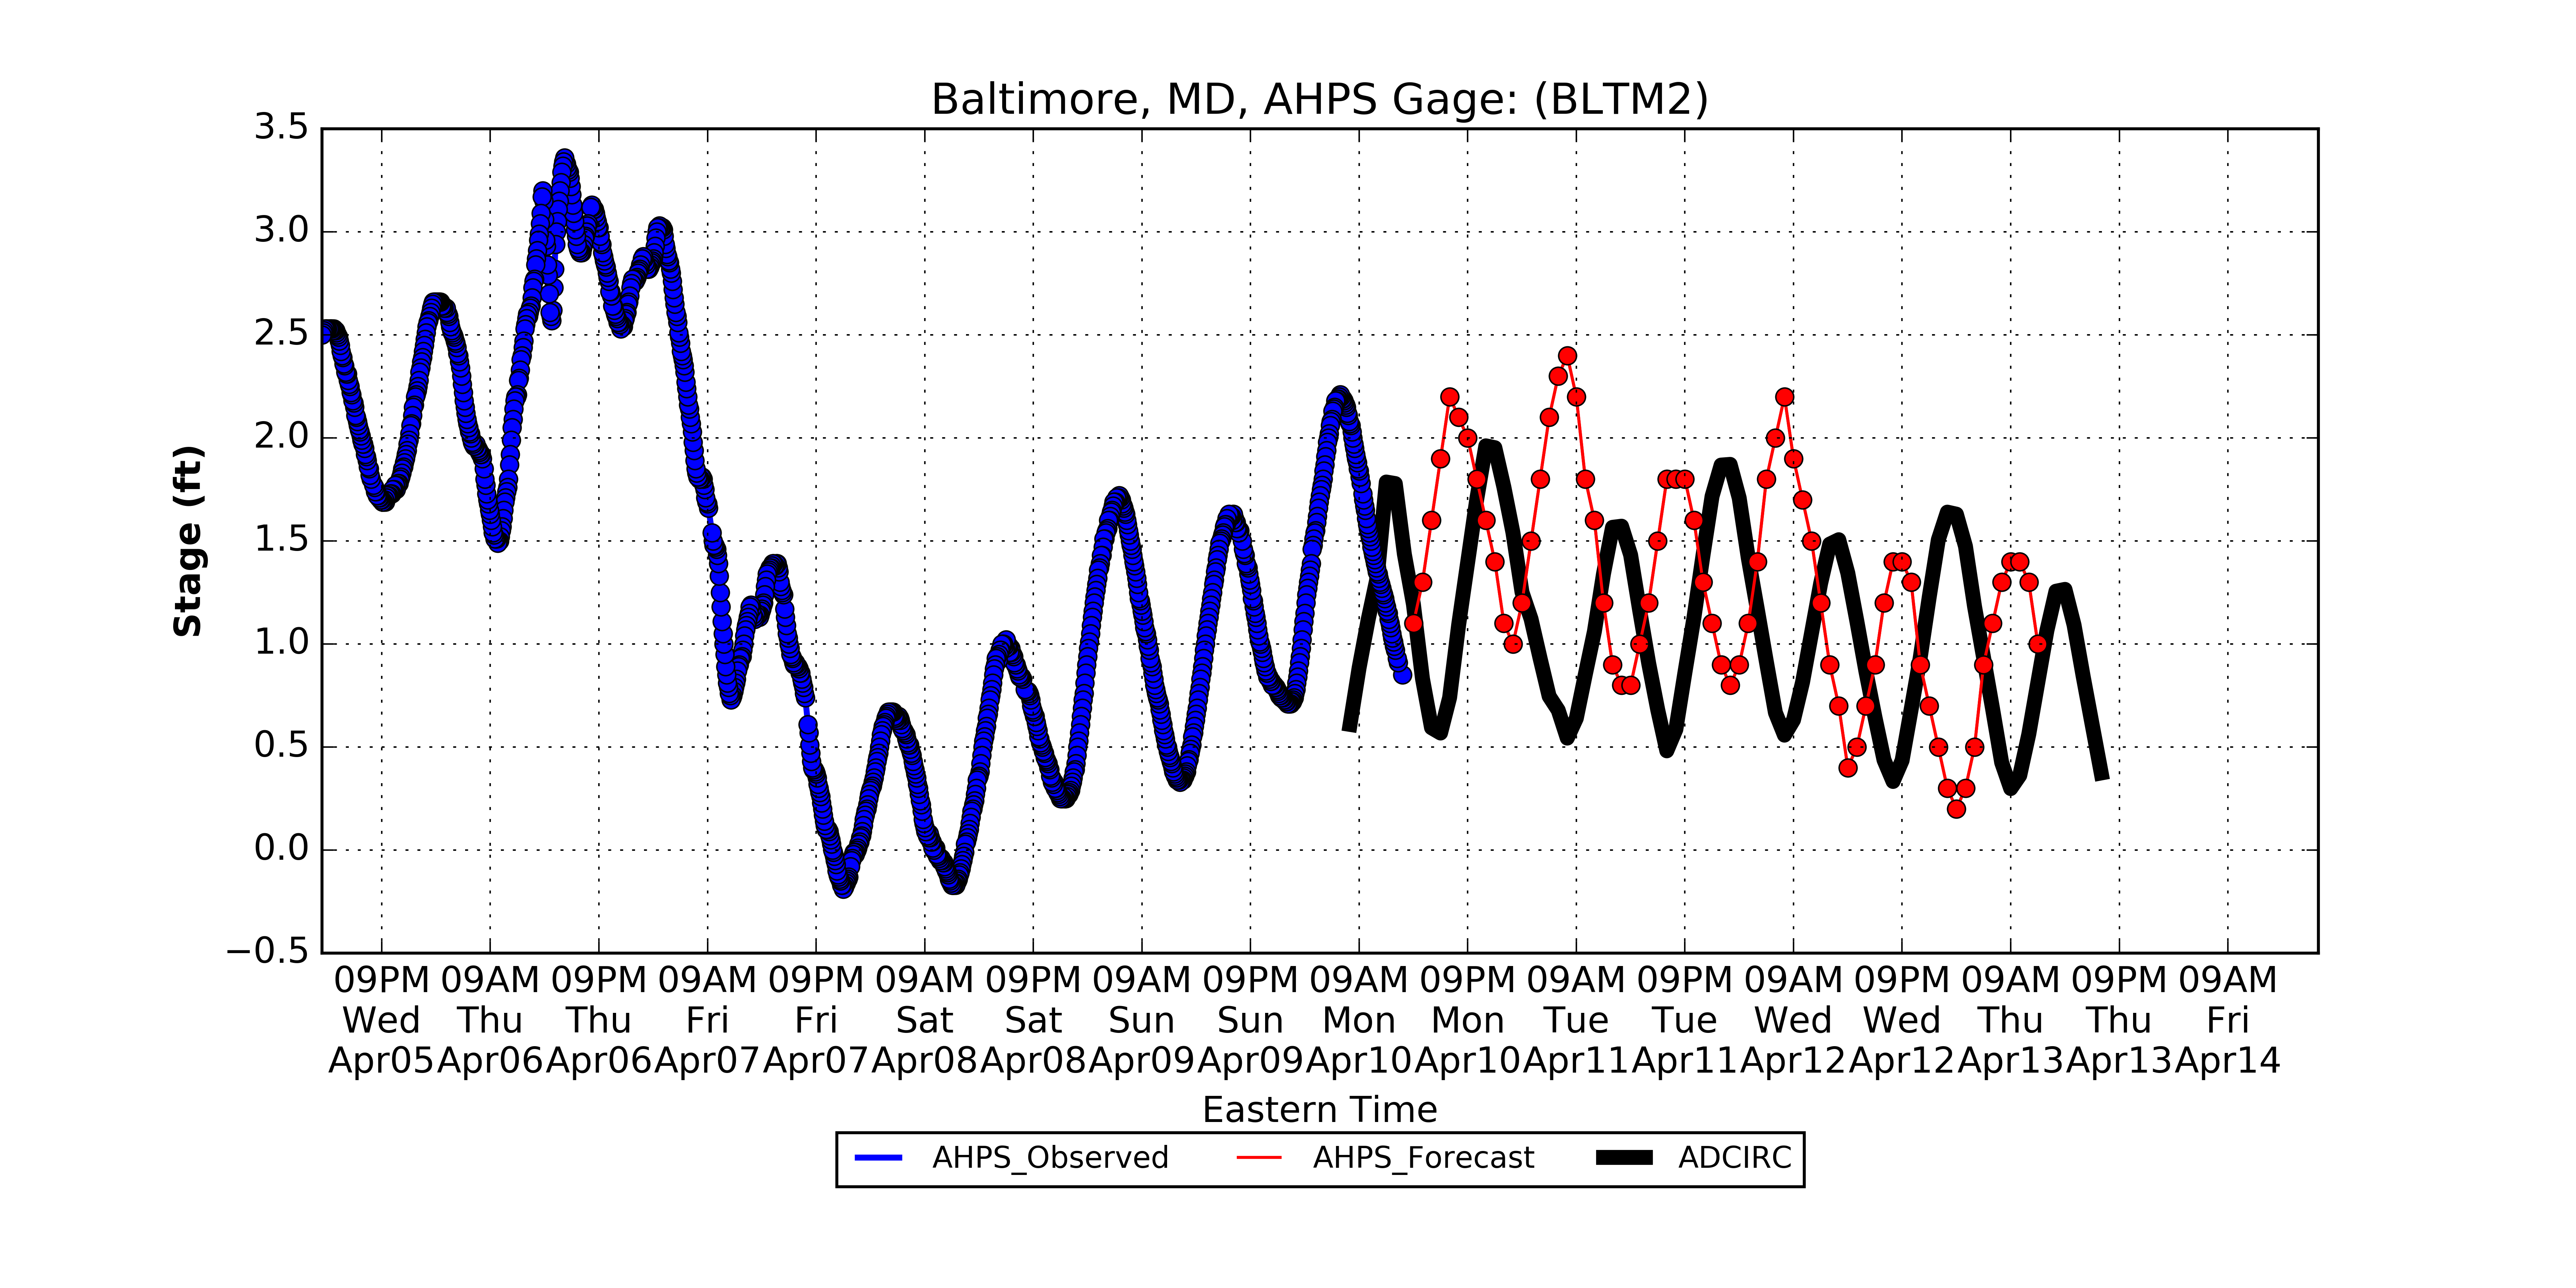 Baltimore, MD, AHPS Gage: (BLTM2)
3.5
3.0
2.5
2.0
1.5
1.0
0.5
0.0
−0.5
Stage (ft)
09PM 09AM 09PM 09AM 09PM 09AM 09PM 09AM 09PM 09AM 09PM 09AM 09PM 09AM 09PM 09AM 09PM 09AM
Wed Thu Thu Fri Fri Sat Sat Sun Sun Mon Mon Tue Tue Wed Wed Thu Thu Fri
Apr05 Apr06 Apr06 Apr07 Apr07 Apr08 Apr08 Apr09 Apr09 Apr10 Apr10 Apr11 Apr11 Apr12 Apr12 Apr13 Apr13 Apr14
Eastern Time
AHPS_Observed AHPS_Forecast ADCIRC